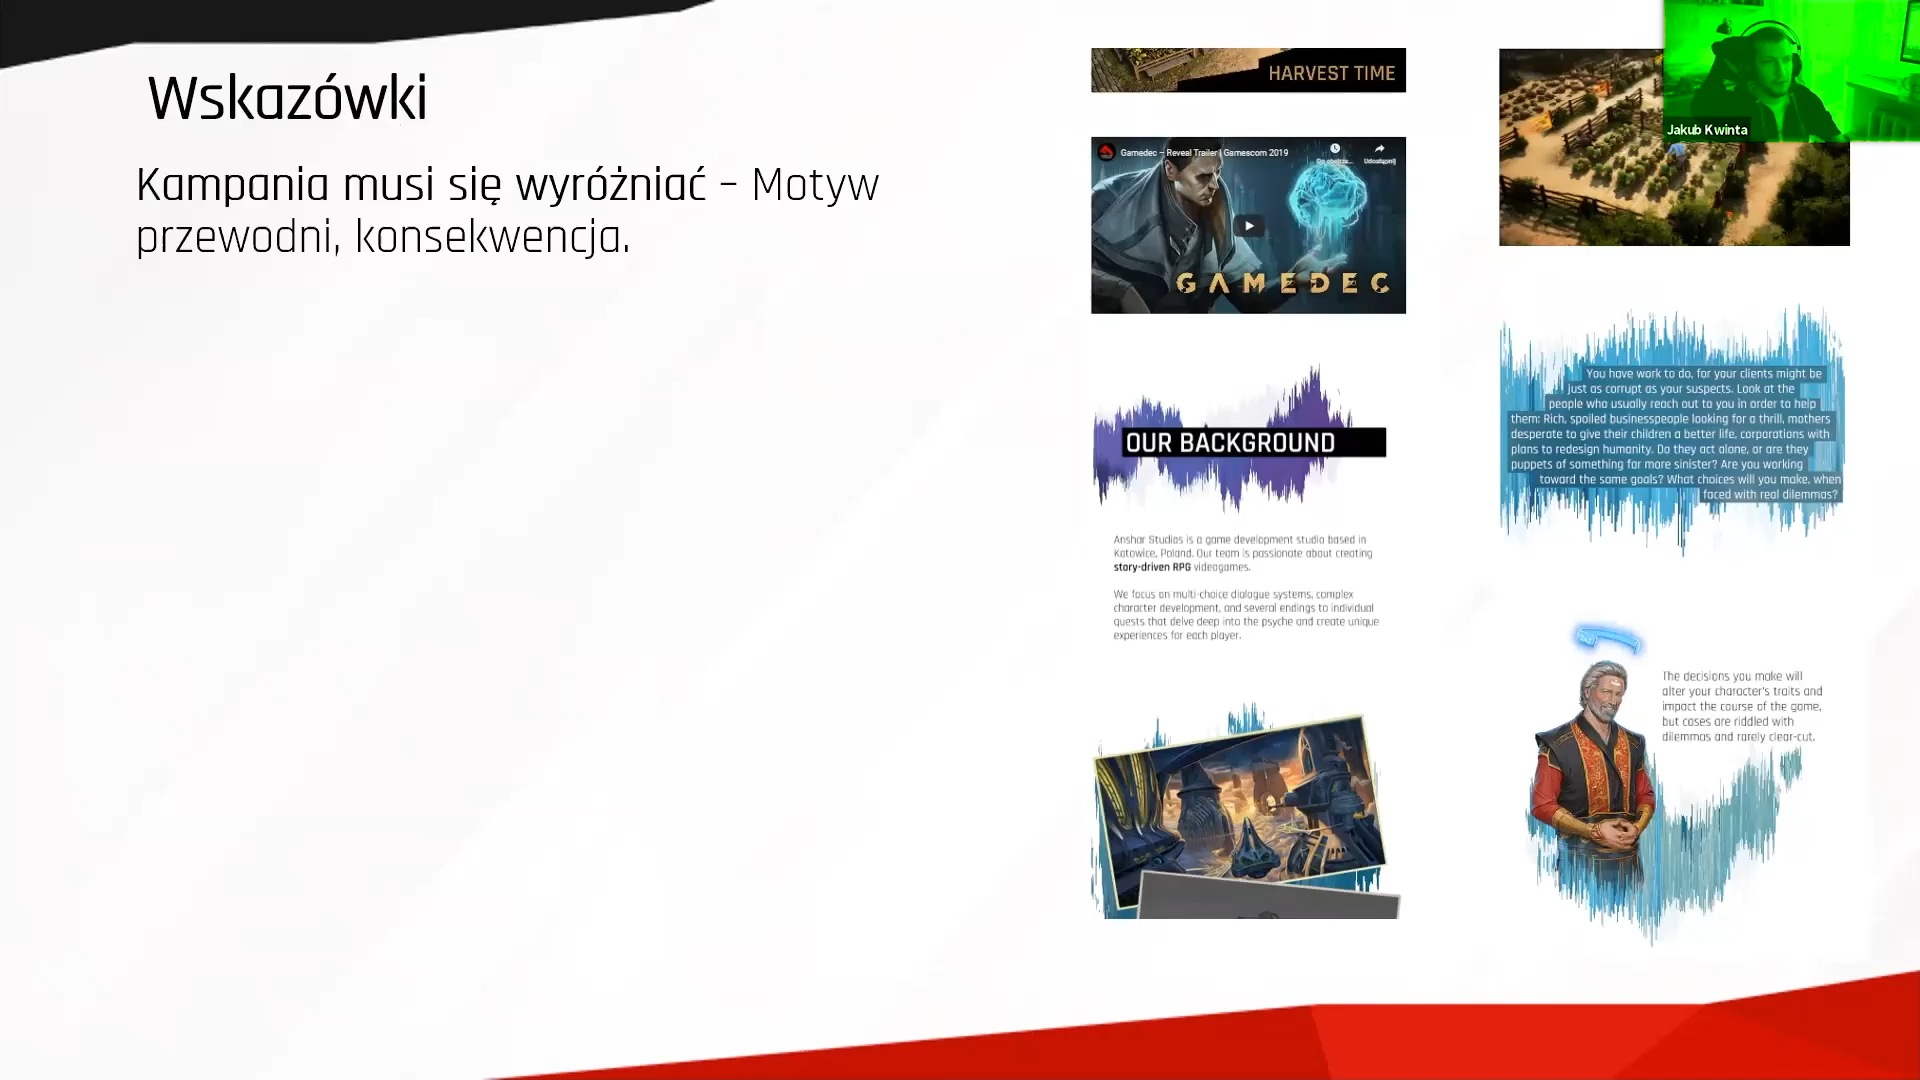 Wskazówki
Kampania musi się wyróżniać – Motyw
przewodni, konsekwencja.
HARVEST TIME
Gamedec – Reveal Trailer | Gamescom 2019
Udostępnij
GAMEDEC
OUR BACKGROUND
Anshar Studios is a game development studio based in
Katowice, Poland. Our team is passionate about creating
story-driven RPG videogames.
We focus on multi-choice dialogue systems, complex
character development, and several endings to individual
quests that delve deep into the psyche and create unique
experiences for each player.
Jakub Kwinta
You have work to do, for your clients might be
just as corrupt as your suspects. Look at the
people who usually reach out to you in order to help
them: Rich, spoiled businesspeople looking for a thrill, mothers
desperate to give their children a better life, corporations with
plans to redesign humanity. Do they act alone, or are they
puppets of something far more sinister? Are you working
toward the same goals? What choices will you make, when
faced with real dilemmas?
The decisions you make will
alter your character's traits and
impact the course of the game,
but cases are riddled with
dilemmas and rarely clear-cut.